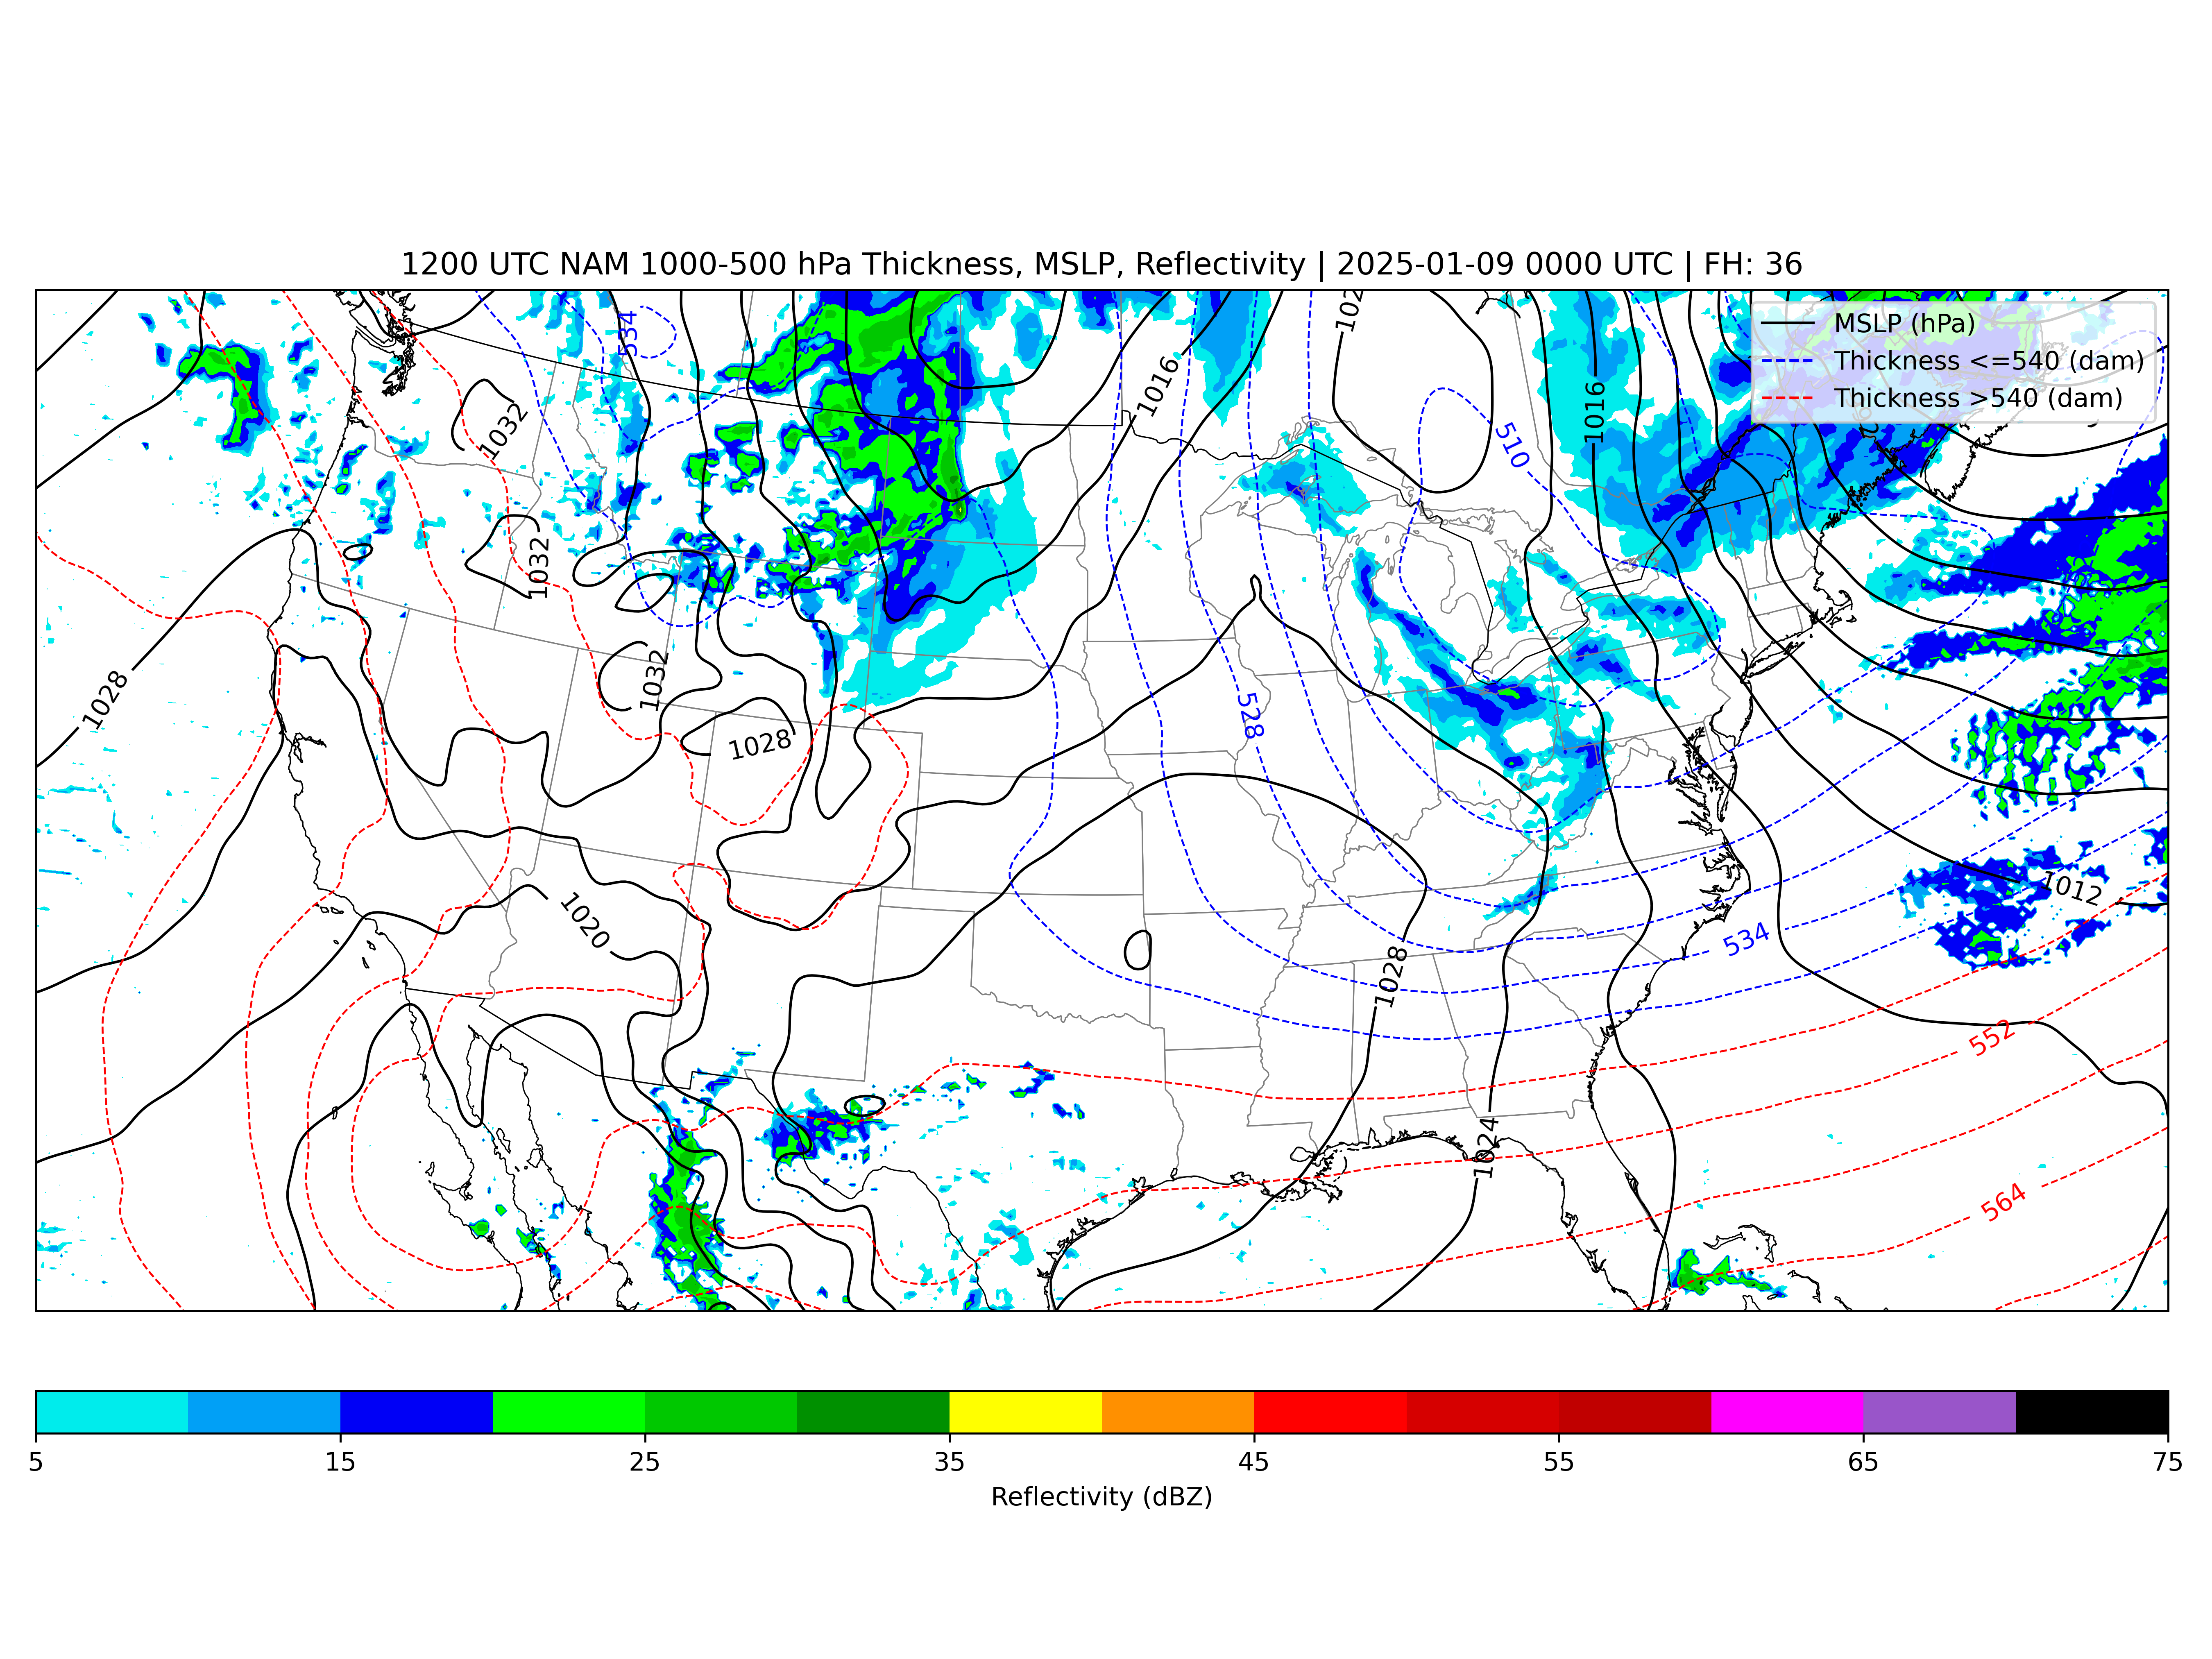 1200 UTC NAM 1000-500 hPa Thickness, MSLP, Reflectivity | 2025-01-09 0000 UTC | FH: 36
MSLP (hPa)
Thickness <=540 (dam)
Thickness >540 (dam)
534
1016
1032
1016
510
1032
1032
1028
528
1028
1012
1020
534
1028
552
1024
564
5 15 25 35 45 55 65 75
Reflectivity (dBZ)